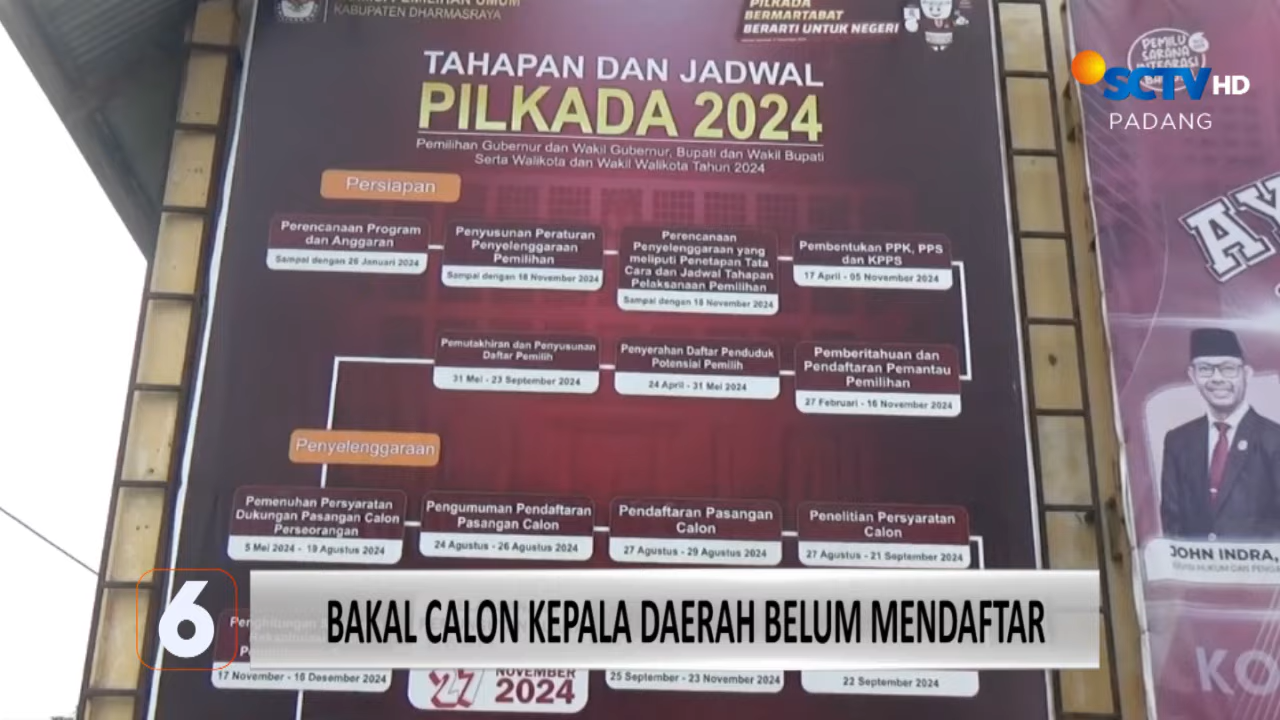 KABUPATEN DHARMASRAYA
PILKADA
BERMARTABAT
BERARTI UNTUK NEGERI
PEMILU
SARANA
INTEGRASI
SCTV HD
PADANG
TAHAPAN DAN JADWAL
PILKADA 2024
Pemilihan Gubernur dan Wakil Gubernur, Bupati dan Wakil Bupati
Serta Walikota dan Wakil Walikota Tahun 2024
Persiapan
Perencanaan Program
dan Anggaran
Sampai dengan 26 Januari 2024
Penyusunan Peraturan
Penyelenggaraan
Pemilihan
Sampai dengan 18 November 2024
Perencanaan
Penyelenggaraan yang
meliputi Penetapan Tata
Cara dan Jadwal Tahapan
Pelaksanaan Pemilihan
Sampai dengan 18 November 2024
Pembentukan PPK, PPS
dan KPPS
17 April - 05 November 2024
Pemutakhiran dan Penyusunan
Daftar Pemilih
31 Mei - 23 September 2024
Penyerahan Daftar Penduduk
Potensial Pemilih
24 April - 31 Mei 2024
Pemberitahuan dan
Pendaftaran Pemantau
Pemilihan
27 Februari - 16 November 2024
Penyelenggaraan
Pemenuhan Persyaratan
Dukungan Pasangan Calon
Perseorangan
5 Mei 2024 - 19 Agustus 2024
Pengumuman Pendaftaran
Pasangan Calon
24 Agustus - 26 Agustus 2024
Pendaftaran Pasangan
Calon
27 Agustus - 29 Agustus 2024
Penelitian Persyaratan
Calon
27 Agustus - 21 September 2024
JOHN INDRA,
6
BAKAL CALON KEPALA DAERAH BELUM MENDAFTAR
17 November - 16 Desember 2024
27
NOVEMBER
2024
25 September - 23 November 2024
22 September 2024